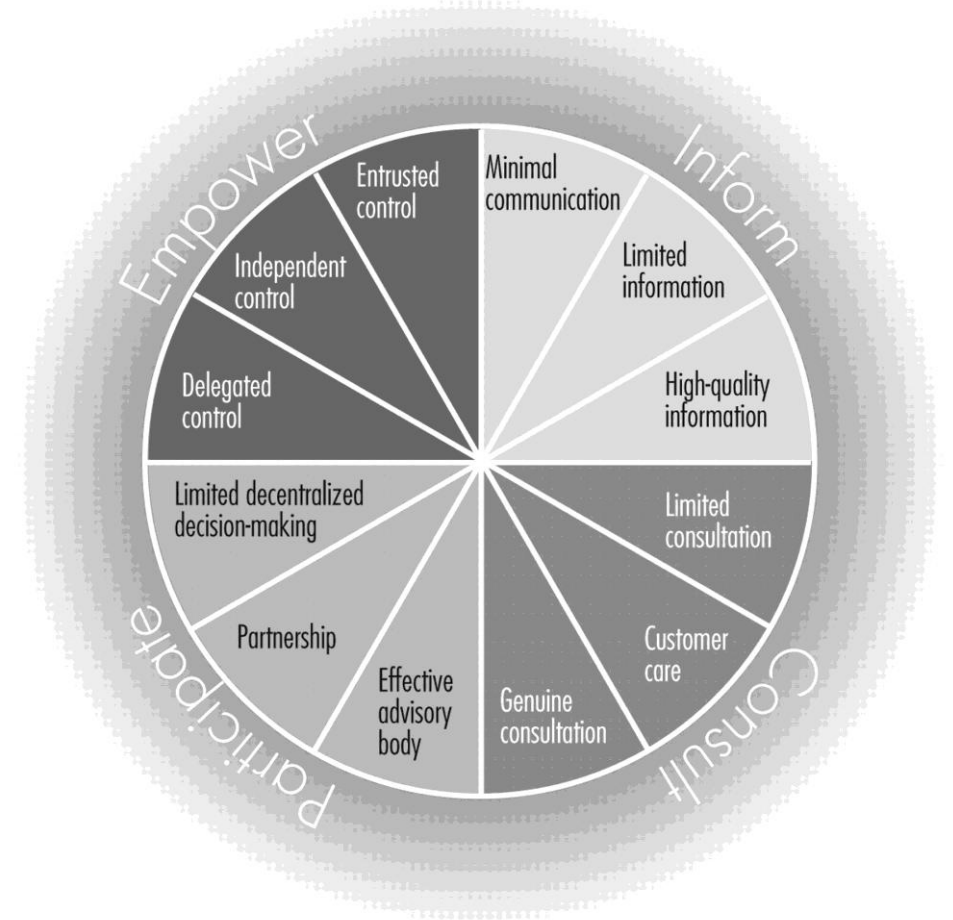 Inform
Minimal
communication
Limited
information
High-quality
information
Consult
Limited
consultation
Customer
care
Genuine
consultation
Participate
Effective
advisory
body
Partnership
Limited decentralized
decision-making
Empower
Delegated
control
Independent
control
Entrusted
control